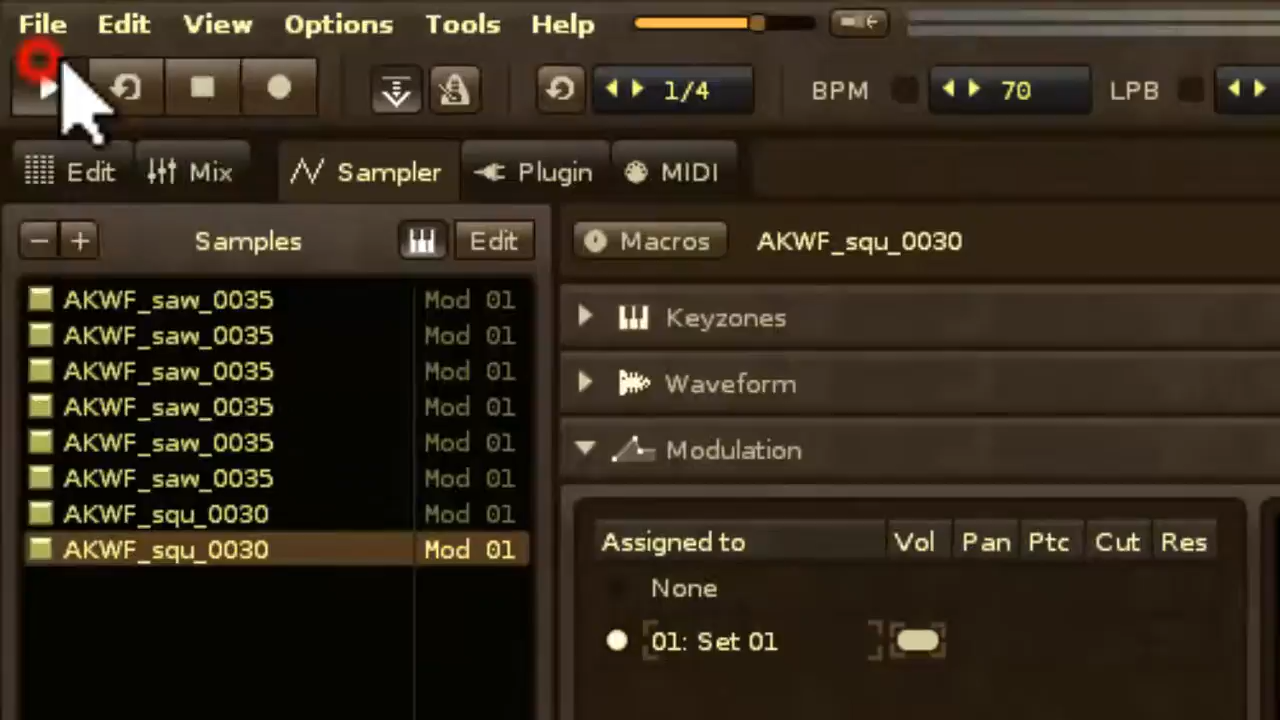 File Edit View Options Tools Help
1/4 BPM 70 LPB
Edit Mix Sampler Plugin MIDI
Samples Edit Macros AKWF_squ_0030
AKWF_saw_0035 Mod 01
AKWF_saw_0035 Mod 01
AKWF_saw_0035 Mod 01
AKWF_saw_0035 Mod 01
AKWF_saw_0035 Mod 01
AKWF_saw_0035 Mod 01
AKWF_squ_0030 Mod 01
AKWF_squ_0030 Mod 01
Keyzones
Waveform
Modulation
Assigned to Vol Pan Ptc Cut Res
None
01: Set 01